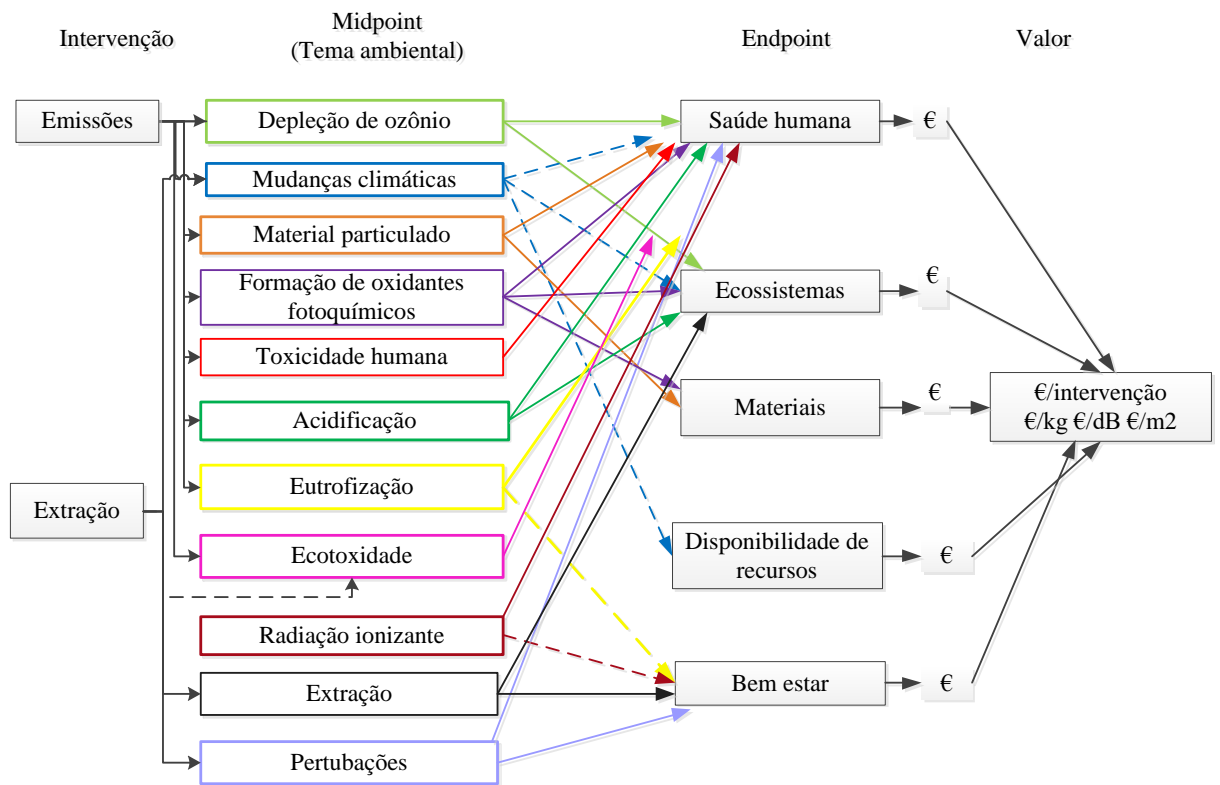 Intervenção
Midpoint
(Tema ambiental)
Endpoint
Valor
Emissões
Depleção de ozônio
Saúde humana
€
Mudanças climáticas
Material particulado
Formação de oxidantes
fotoquímicos
Ecossistemas
€
Toxicidade humana
Acidificação
Materiais
€
€/intervenção
€/kg €/dB €/m2
Eutrofização
Extração
Ecotoxidade
Disponibilidade de
recursos
€
Radiação ionizante
Extração
Bem estar
€
Pertubações